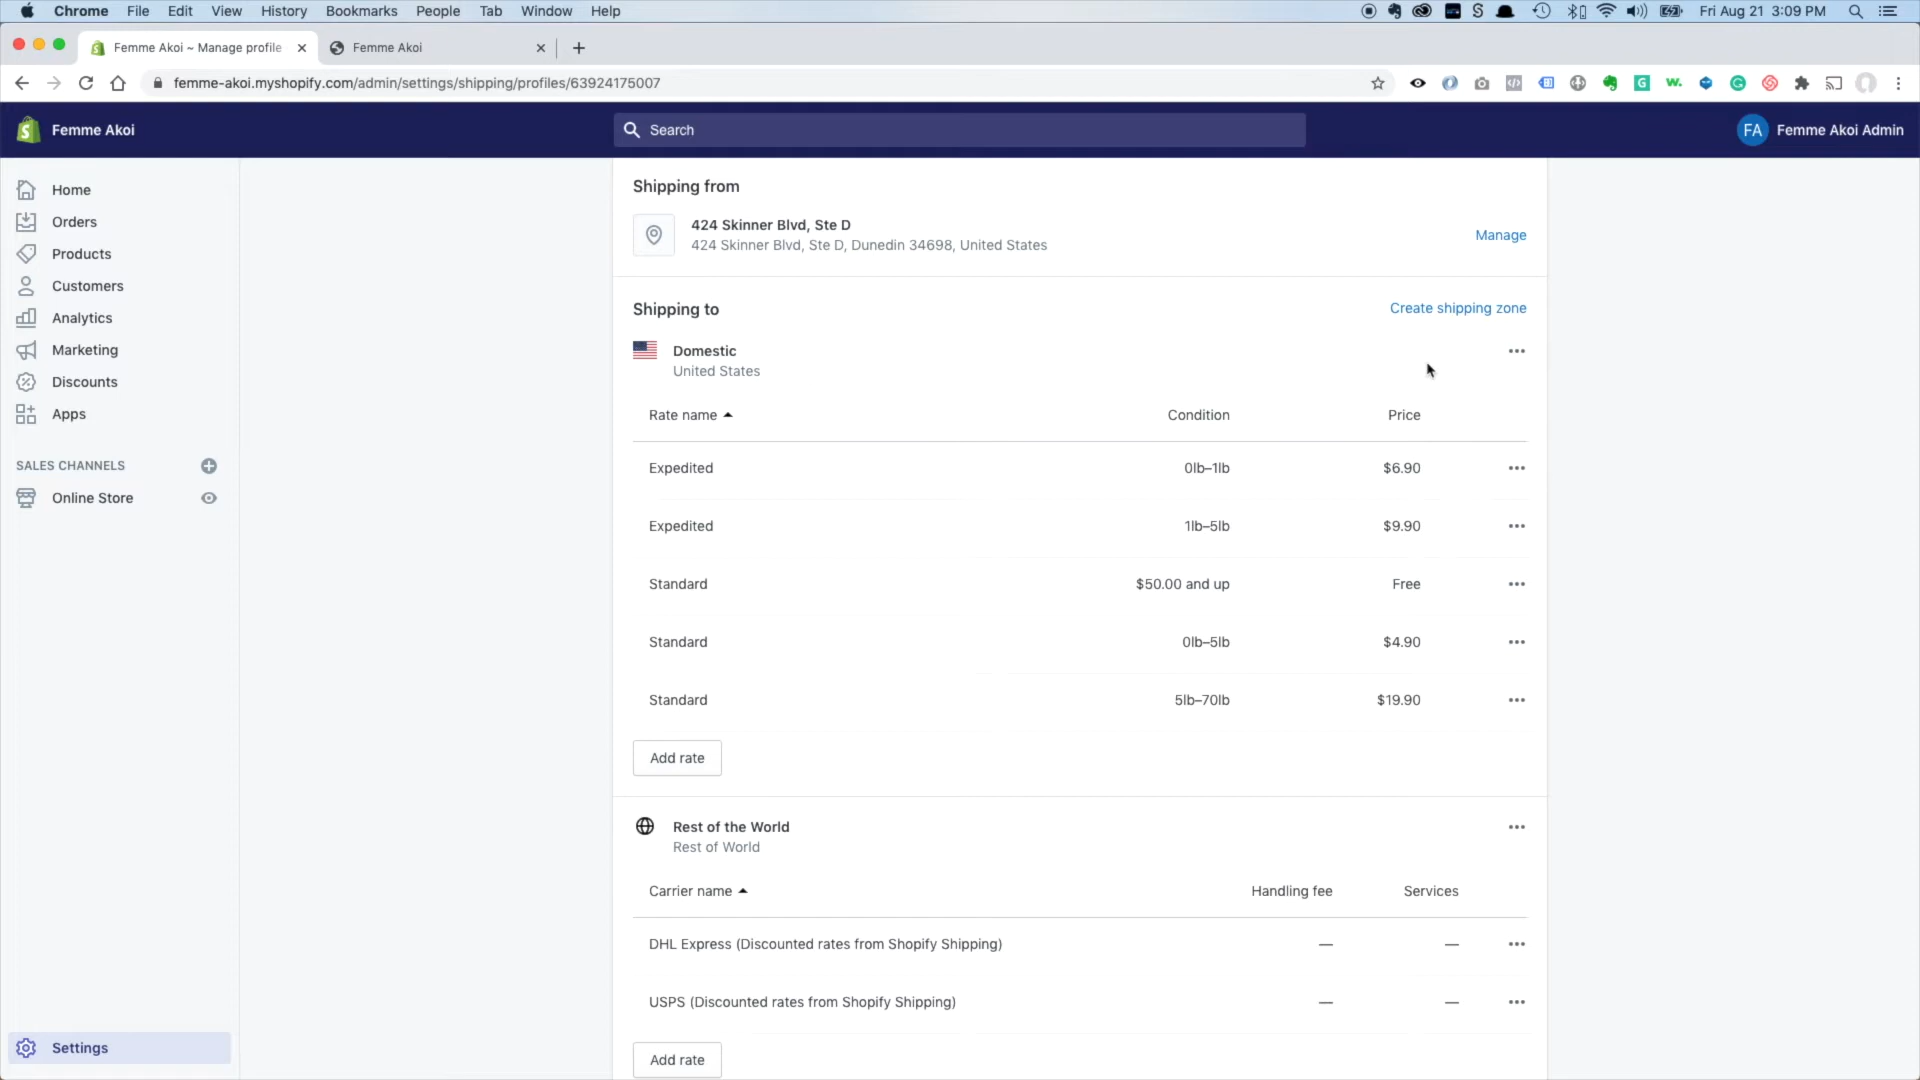 Chrome File Edit View History Bookmarks People Tab Window Help
S
Fri Aug 21 3:09 PM
Femme Akoi ~ Manage profile
Femme Akoi
femme-akoi.myshopify.com/admin/settings/shipping/profiles/63924175007
Femme Akoi
Search
FA Femme Akoi Admin
Home
Orders
Products
Customers
Analytics
Marketing
Discounts
Apps
SALES CHANNELS
Online Store
Settings
Shipping from
424 Skinner Blvd, Ste D
424 Skinner Blvd, Ste D, Dunedin 34698, United States
Manage
Shipping to
Create shipping zone
Domestic
United States
Rate name Condition Price
Expedited 0lb–1lb $6.90
Expedited 1lb–5lb $9.90
Standard $50.00 and up Free
Standard 0lb–5lb $4.90
Standard 5lb–70lb $19.90
Add rate
Rest of the World
Rest of World
Carrier name Handling fee Services
DHL Express (Discounted rates from Shopify Shipping) — —
USPS (Discounted rates from Shopify Shipping) — —
Add rate